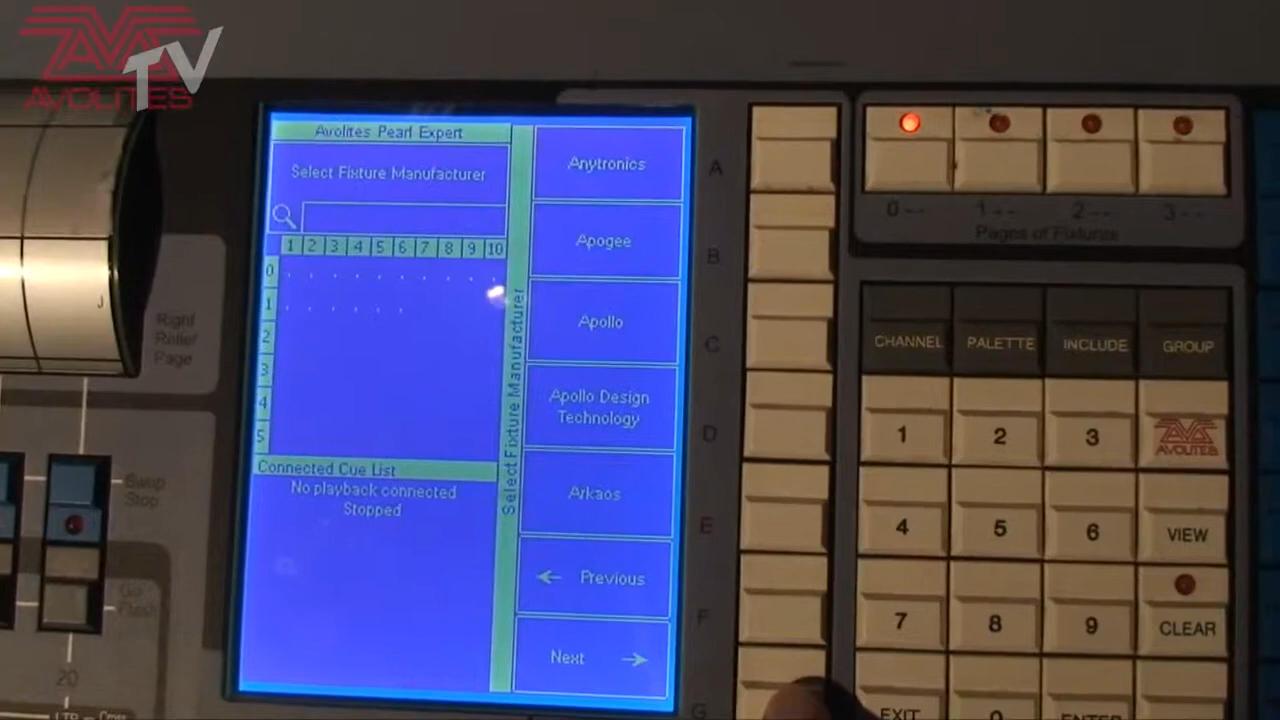 AVOLITES
TV
Avolites Pearl Expert
Select Fixture Manufacturer
1 2 3 4 5 6 7 8 9 10
0
1
2
3
4
5
Connected Cue List
No playback connected
Stopped
Select Fixture Manufacturer
Anytronics
Apogee
Apollo
Apollo Design
Technology
Arkaos
Previous
Next
A
B
C
D
E
F
G
0-- 1-- 2-- 3--
Pages of Fixtures
CHANNEL PALETTE INCLUDE GROUP
1 2 3 AVOLITES
4 5 6 VIEW
7 8 9 CLEAR
EXIT 0 ENTER
J
Right
Roller
Page
Swap
Stop
Go
Flash
20